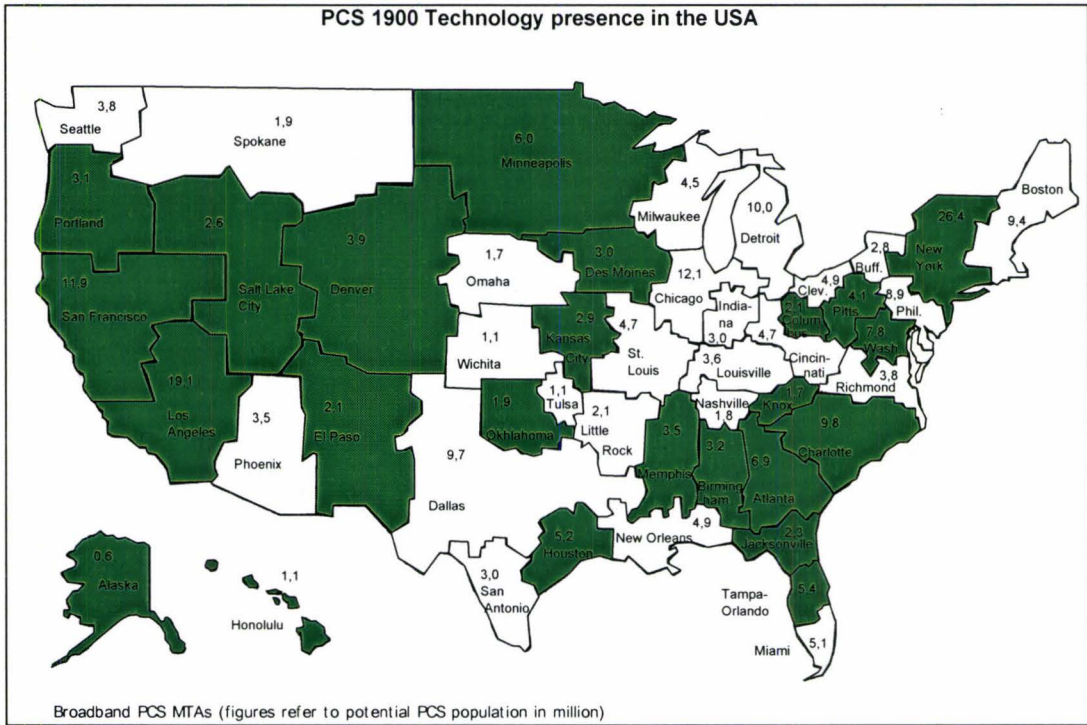 PCS 1900 Technology presence in the USA
3,8
Seattle
1,9
Spokane
6,0
Minneapolis
3,1
Portland
2,6
Salt Lake
City
3,9
Denver
4,5
Milwaukee
10,0
Detroit
Boston
9,4
26,4
New
York
2,8
Buff.
1,7
Omaha
3,0
Des Moines
12,1
Chicago
4,9
Clev.
4,1
Pitts
8,9
Phil.
11,9
San Francisco
Indi-
ana
3,0
2,1
Colum
bus
7,8
Wash
1,1
Wichita
2,9
Kansas
City
4,7
St.
Louis
4,7
Cincin-
nati
3,6
Louisville
3,8
Richmond
19,1
Los
Angeles
3,5
Phoenix
2,1
El Paso
1,9
Okhlahoma
1,1
Tulsa
2,1
Little
Rock
Nashville
1,8
1,7
Knox
9,8
Charlotte
9,7
Dallas
3,5
Memphis
3,2
Birming
ham
6,9
Atlanta
5,2
Houston
4,9
New Orleans
2,3
Jacksonville
0,6
Alaska
1,1
Honolulu
3,0
San
Antonio
Tampa-
Orlando
5,4
5,1
Miami
Broadband PCS MTAs (figures refer to potential PCS population in million)